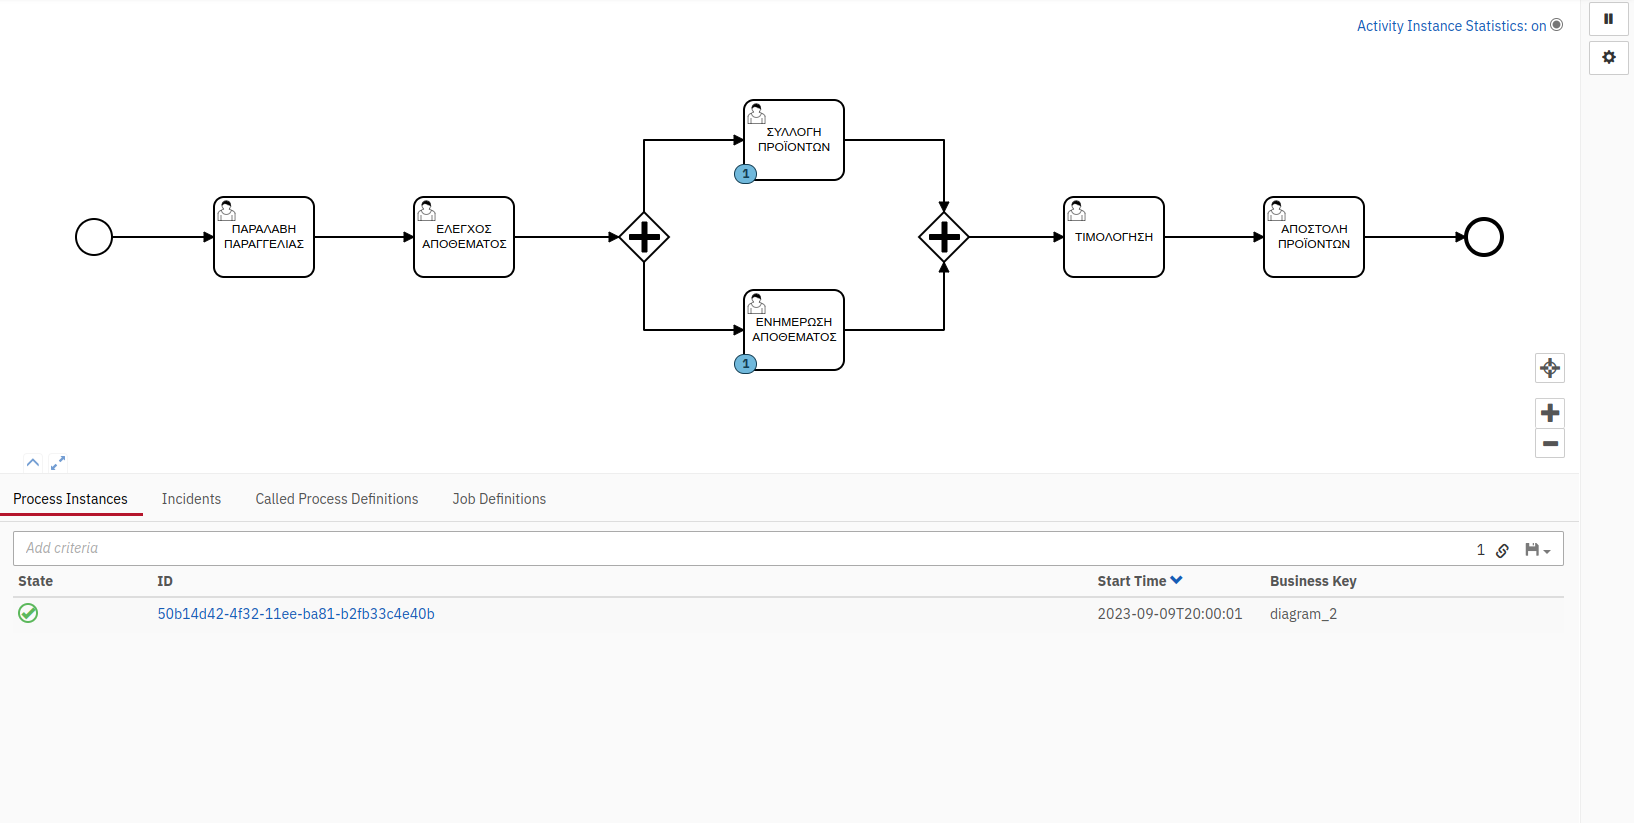 Activity Instance Statistics: on
ΣΥΛΛΟΓΗ
ΠΡΟΪΟΝΤΩΝ
1
ΠΑΡΑΛΑΒΗ
ΠΑΡΑΓΓΕΛΙΑΣ
ΕΛΕΓΧΟΣ
ΑΠΟΘΕΜΑΤΟΣ
ΤΙΜΟΛΟΓΗΣΗ
ΑΠΟΣΤΟΛΗ
ΠΡΟΪΟΝΤΩΝ
ΕΝΗΜΕΡΩΣΗ
ΑΠΟΘΕΜΑΤΟΣ
1
Process Instances Incidents Called Process Definitions Job Definitions
Add criteria 1
State ID Start Time Business Key
50b14d42-4f32-11ee-ba81-b2fb33c4e40b 2023-09-09T20:00:01 diagram_2